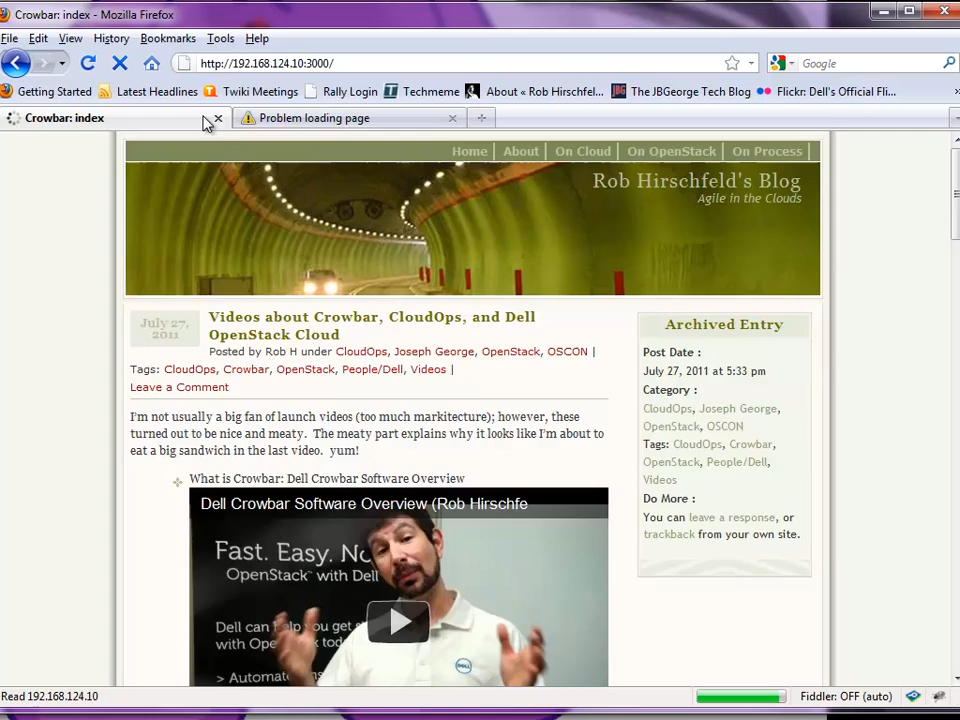 Crowbar: index - Mozilla Firefox
File Edit View History Bookmarks Tools Help
http://192.168.124.10:3000/
Google
Getting Started Latest Headlines Twiki Meetings Rally Login Techmeme About « Rob Hirschfel... The JBGeorge Tech Blog Flickr: Dell's Official Fli...
Crowbar: index Problem loading page
Home About On Cloud On OpenStack On Process
Rob Hirschfeld's Blog
Agile in the Clouds
July 27,
2011
Videos about Crowbar, CloudOps, and Dell
OpenStack Cloud
Posted by Rob H under CloudOps, Joseph George, OpenStack, OSCON |
Tags: CloudOps, Crowbar, OpenStack, People/Dell, Videos |
Leave a Comment
I'm not usually a big fan of launch videos (too much markitecture); however, these
turned out to be nice and meaty. The meaty part explains why it looks like I'm about to
eat a big sandwich in the last video. yum!
What is Crowbar: Dell Crowbar Software Overview
Dell Crowbar Software Overview (Rob Hirschfe
Fast. Easy. No
OpenStack™ with Dell
Dell can help you get s
with Open
> Automate
DELL
Archived Entry
Post Date :
July 27, 2011 at 5:33 pm
Category :
CloudOps, Joseph George,
OpenStack, OSCON
Tags: CloudOps, Crowbar,
OpenStack, People/Dell,
Videos
Do More :
You can leave a response, or
trackback from your own site.
Read 192.168.124.10
Fiddler: OFF (auto)